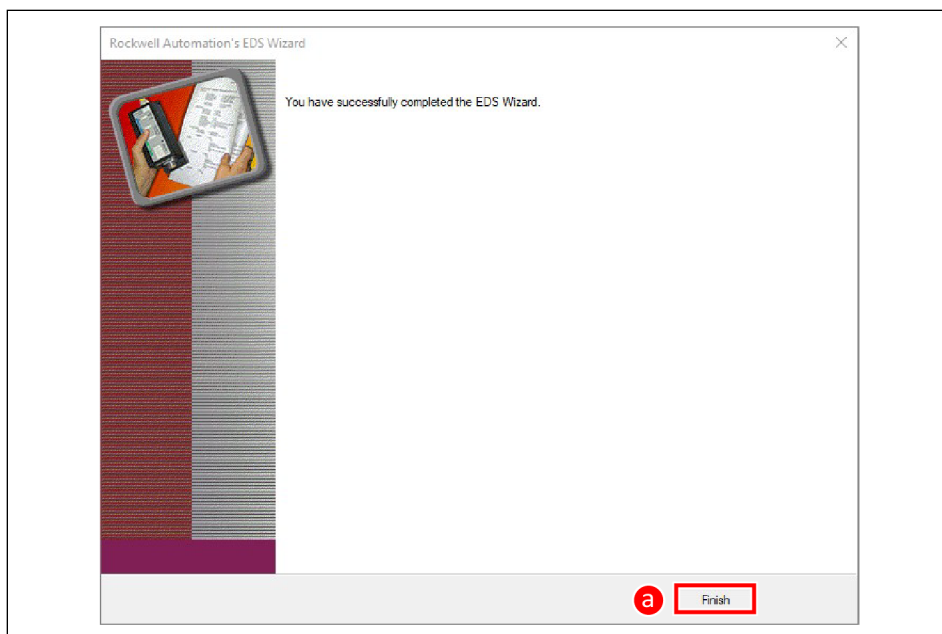 Rockwell Automation's EDS Wizard
You have successfully completed the EDS Wizard.
a
Finish